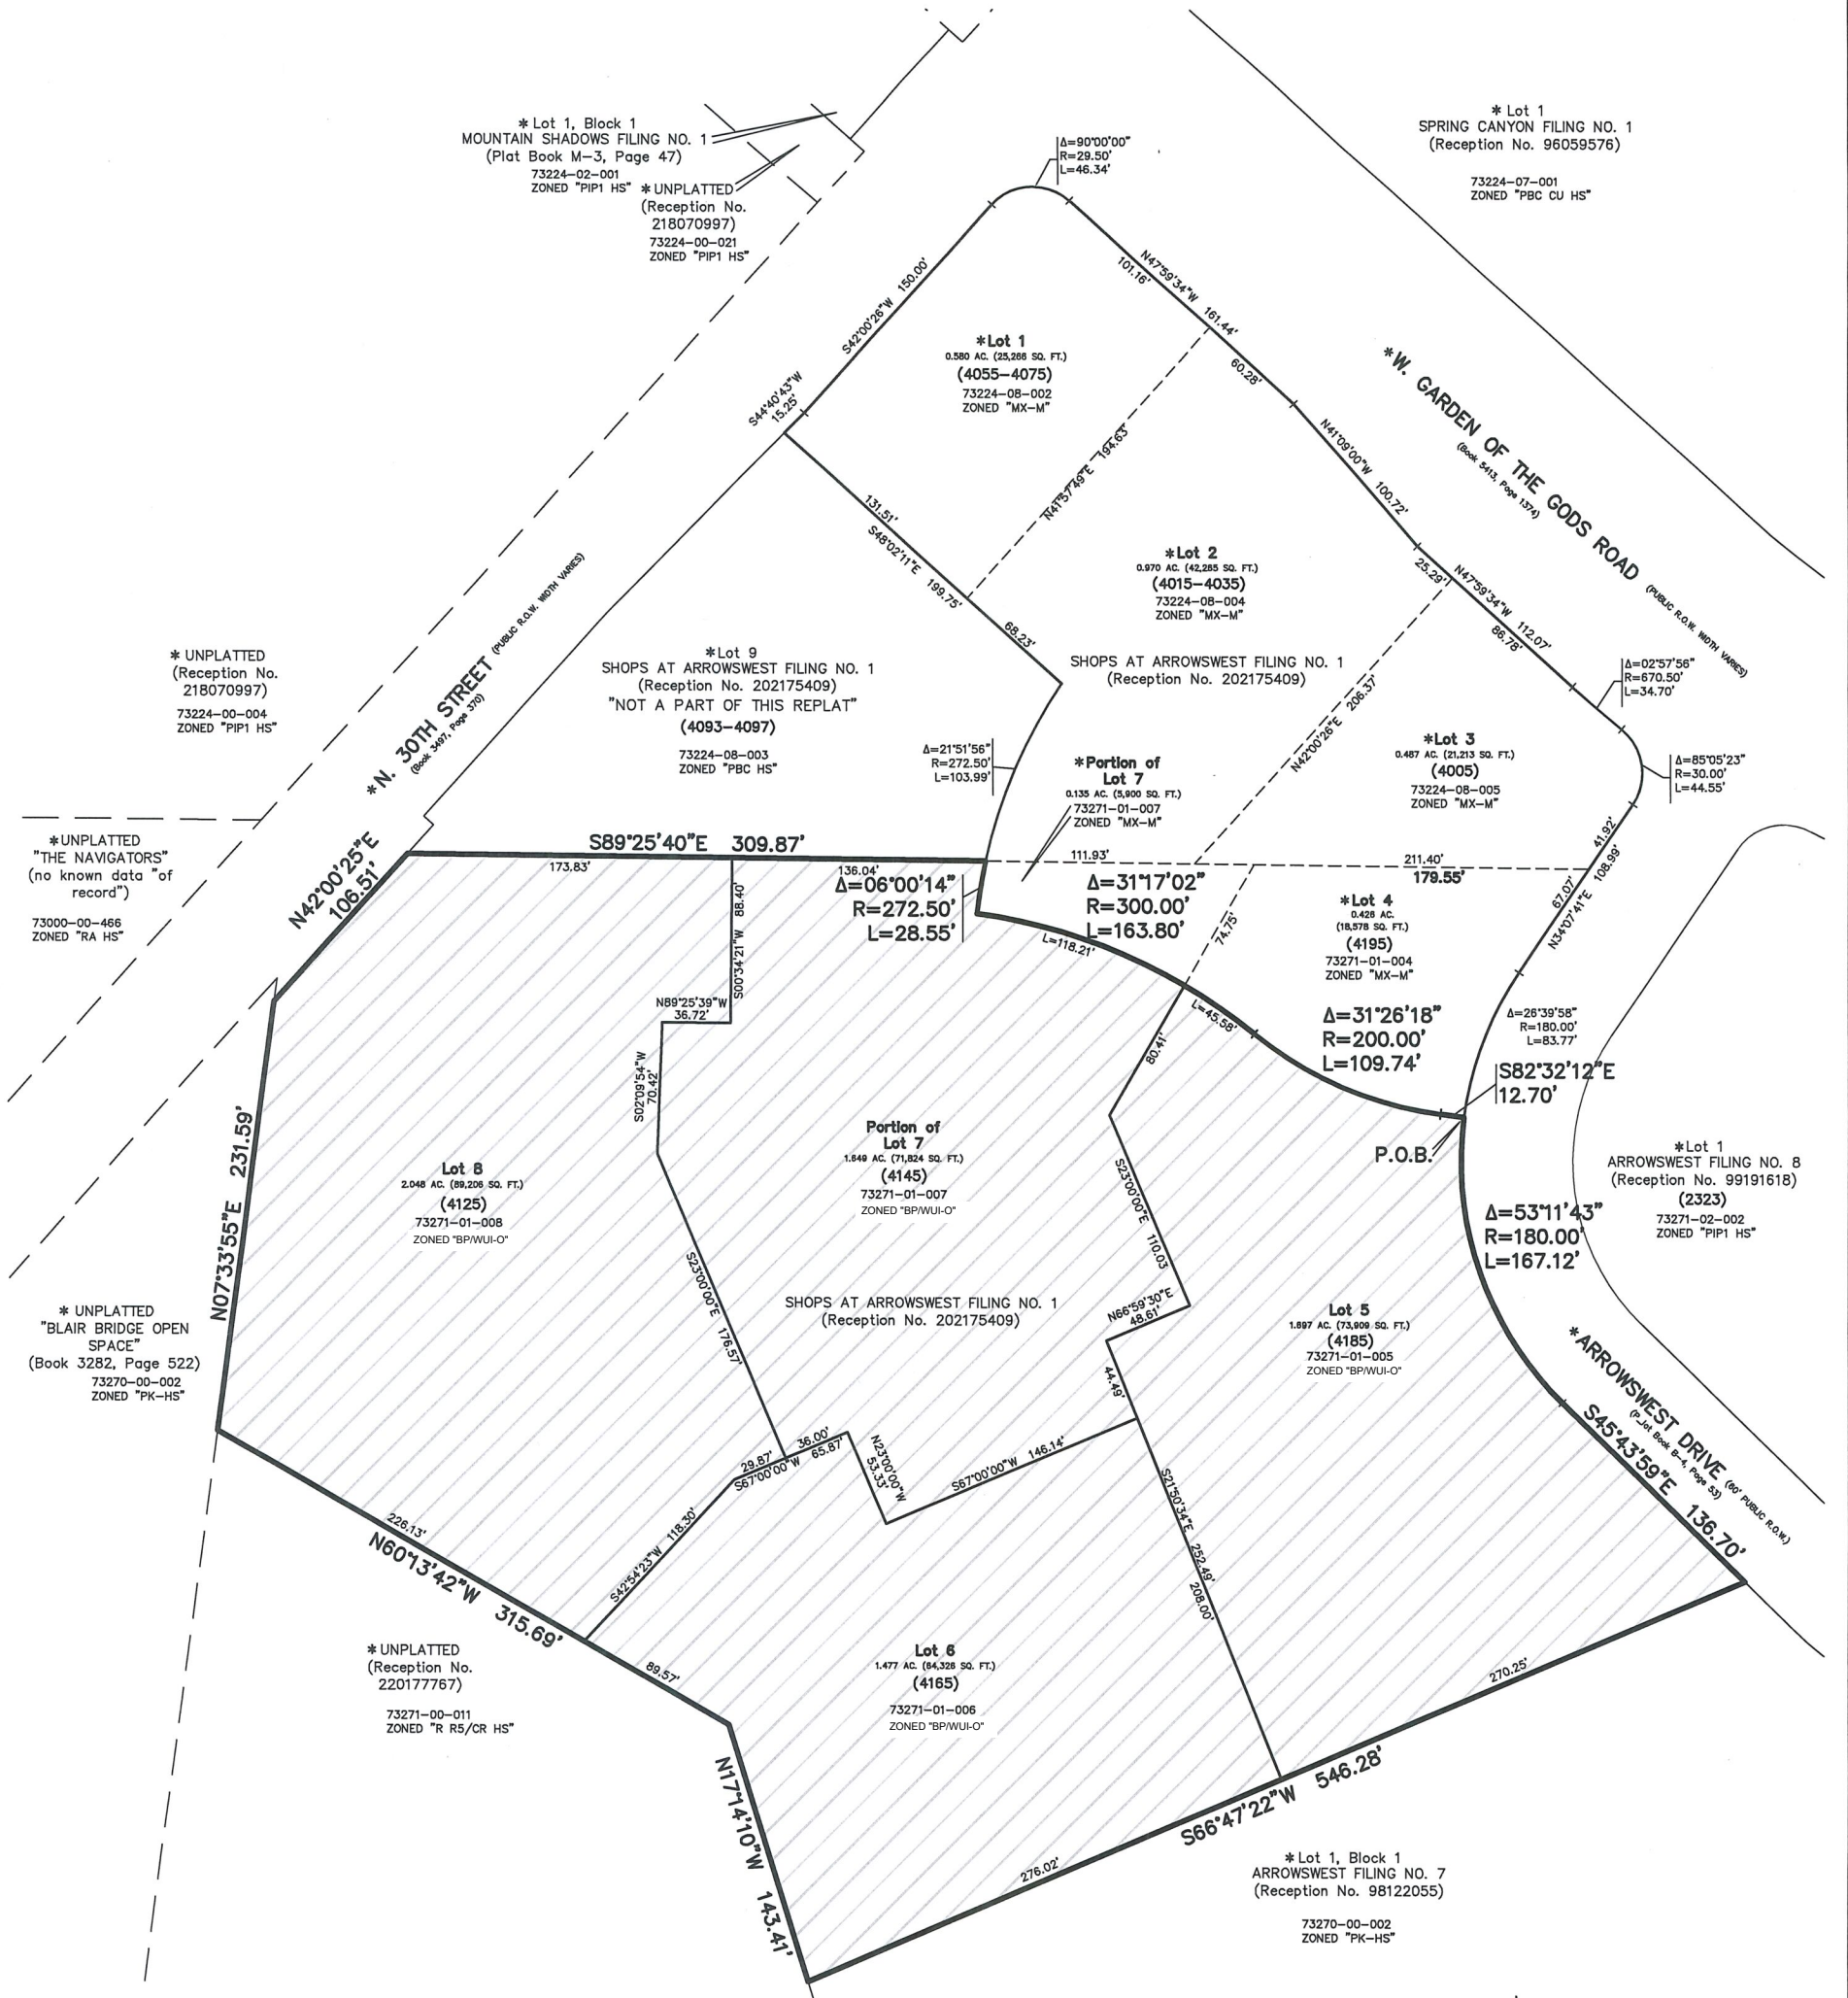 * Lot 1, Block 1
MOUNTAIN SHADOWS FILING NO. 1
(Plat Book M-3, Page 47)
73224-02-001
ZONED "PIP1 HS"
* UNPLATTED
(Reception No.
218070997)
73224-00-021
ZONED "PIP1 HS"
* Lot 1
SPRING CANYON FILING NO. 1
(Reception No. 96059576)
73224-07-001
ZONED "PBC CU HS"
Δ=90°00'00"
R=29.50'
L=46.34'
S42°00'26"W 150.00'
N47°59'34"W 161.44'
101.16'
60.28'
S44°40'43"W
15.25'
*Lot 1
0.580 AC. (25,266 SQ. FT.)
(4055-4075)
73224-08-002
ZONED "MX-M"
N41°57'49"E 194.63'
N41°09'00"W 100.72'
*W. GARDEN OF THE GODS ROAD (PUBLIC R.O.W. WIDTH VARIES)
(Book 5413, Page 1374)
131.51'
S48°02'11"E 199.75'
68.23'
*Lot 2
0.970 AC. (42,265 SQ. FT.)
(4015-4035)
73224-08-004
ZONED "MX-M"
25.29'
N47°59'34"W 112.07'
86.78'
* UNPLATTED
(Reception No.
218070997)
73224-00-004
ZONED "PIP1 HS"
*N. 30TH STREET (PUBLIC R.O.W. WIDTH VARIES)
(Book 3497, Page 370)
*Lot 9
SHOPS AT ARROWSWEST FILING NO. 1
(Reception No. 202175409)
"NOT A PART OF THIS REPLAT"
(4093-4097)
73224-08-003
ZONED "PBC HS"
SHOPS AT ARROWSWEST FILING NO. 1
(Reception No. 202175409)
N42°00'26"E 206.37'
Δ=02°57'56"
R=670.50'
L=34.70'
Δ=21°51'56"
R=272.50'
L=103.99'
*Portion of
Lot 7
0.135 AC. (5,900 SQ. FT.)
73271-01-007
ZONED "MX-M"
*Lot 3
0.487 AC. (21,213 SQ. FT.)
(4005)
73224-08-005
ZONED "MX-M"
Δ=85°05'23"
R=30.00'
L=44.55'
*UNPLATTED
"THE NAVIGATORS"
(no known data "of
record")
73000-00-466
ZONED "RA HS"
N42°00'25"E
106.51'
S89°25'40"E 309.87'
173.83'
136.04'
111.93'
211.40'
179.55'
41.92'
67.07'
N34°07'41"E 108.99'
Δ=06°00'14"
R=272.50'
L=28.55'
Δ=31°17'02"
R=300.00'
L=163.80'
L=118.21'
74.75'
*Lot 4
0.426 AC.
(18,578 SQ. FT.)
(4195)
73271-01-004
ZONED "MX-M"
S00°34'21"W 88.40'
N89°25'39"W
36.72'
S02°09'54"W
70.42'
L=45.58'
80.41'
Δ=31°26'18"
R=200.00'
L=109.74'
Δ=26°39'58"
R=180.00'
L=83.77'
S82°32'12"E
12.70'
P.O.B.
N07°33'55"E 231.59'
Lot 8
2.048 AC. (89,206 SQ. FT.)
(4125)
73271-01-008
ZONED "BP/WUI-O"
Portion of
Lot 7
1.649 AC. (71,824 SQ. FT.)
(4145)
73271-01-007
ZONED "BP/WUI-O"
S23°00'00"E 110.03
*Lot 1
ARROWSWEST FILING NO. 8
(Reception No. 99191618)
(2323)
73271-02-002
ZONED "PIP1 HS"
Δ=53°11'43"
R=180.00'
L=167.12'
* UNPLATTED
"BLAIR BRIDGE OPEN
SPACE"
(Book 3282, Page 522)
73270-00-002
ZONED "PK-HS"
S23°00'00"E 176.57'
SHOPS AT ARROWSWEST FILING NO. 1
(Reception No. 202175409)
N66°59'30"E
48.61'
44.49'
Lot 5
1.697 AC. (73,909 SQ. FT.)
(4185)
73271-01-005
ZONED "BP/WUI-O"
*ARROWSWEST DRIVE (60' PUBLIC R.O.W.)
(P_lot Book B-4, Page 53)
S45°43'59"E 136.70'
29.87'
36.00'
S67°00'00"W 65.87'
N23°00'00"W
53.33'
S67°00'00"W 146.14'
S42°54'23"W 118.30'
S21°50'34"E 252.49'
208.00'
226.13'
N60°13'42"W 315.69'
89.57'
* UNPLATTED
(Reception No.
220177767)
73271-00-011
ZONED "R R5/CR HS"
Lot 6
1.477 AC. (64,326 SQ. FT.)
(4165)
73271-01-006
ZONED "BP/WUI-O"
270.25'
S66°47'22"W 546.28'
276.02'
N17°14'10"W 143.41'
* Lot 1, Block 1
ARROWSWEST FILING NO. 7
(Reception No. 98122055)
73270-00-002
ZONED "PK-HS"